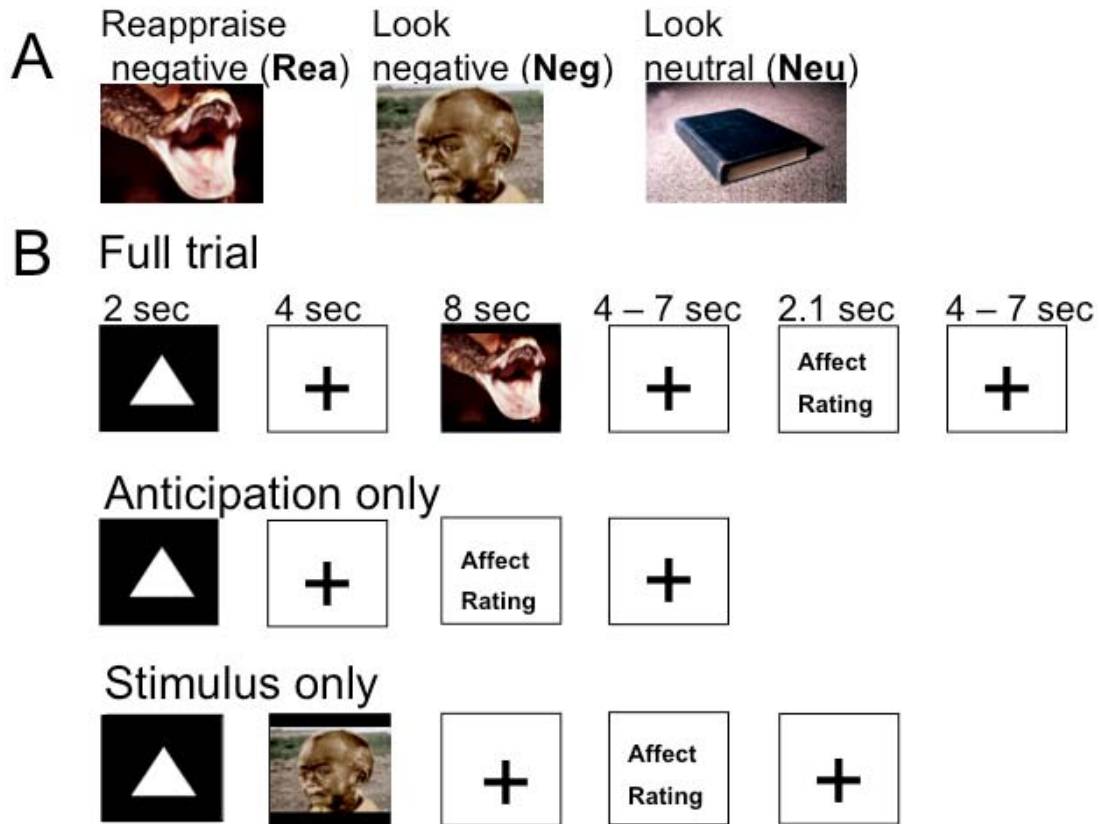 A
Reappraise
negative (Rea)
Look
negative (Neg)
Look
neutral (Neu)
B
Full trial
2 sec
4 sec
8 sec
4 – 7 sec
2.1 sec
4 – 7 sec
Affect
Rating
Anticipation only
Affect
Rating
Stimulus only
Affect
Rating